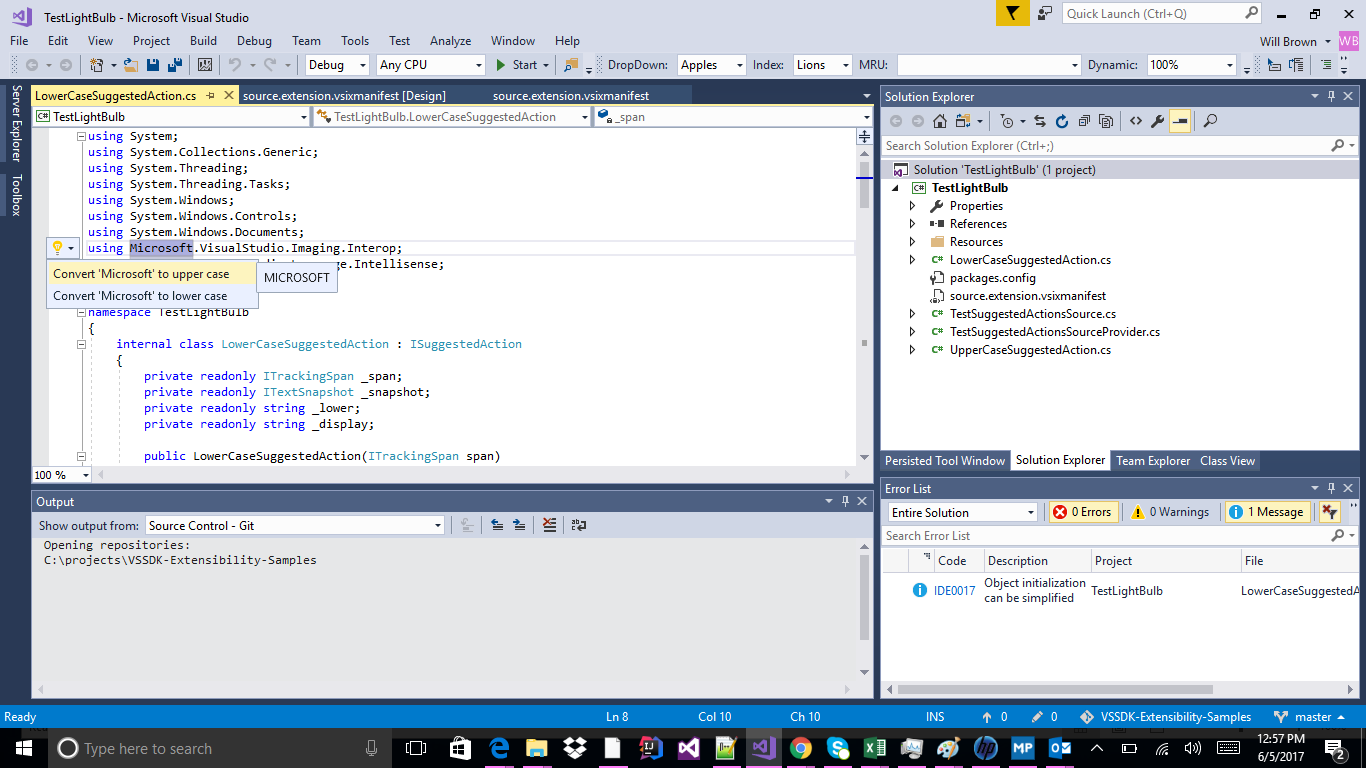 TestLightBulb - Microsoft Visual Studio
Quick Launch (Ctrl+Q)
File Edit View Project Build Debug Team Tools Test Analyze Window Help
Will Brown WB
Debug Any CPU Start DropDown: Apples Index: Lions MRU: Dynamic: 100%
Server Explorer
Toolbox
LowerCaseSuggestedAction.cs source.extension.vsixmanifest [Design] source.extension.vsixmanifest
TestLightBulb TestLightBulb.LowerCaseSuggestedAction _span
using System;
using System.Collections.Generic;
using System.Threading;
using System.Threading.Tasks;
using System.Windows;
using System.Windows.Controls;
using System.Windows.Documents;
using Microsoft.VisualStudio.Imaging.Interop;
.Intellisense;
Convert 'Microsoft' to upper case
MICROSOFT
Convert 'Microsoft' to lower case
namespace TestLightBulb
{
internal class LowerCaseSuggestedAction : ISuggestedAction
{
private readonly ITrackingSpan _span;
private readonly ITextSnapshot _snapshot;
private readonly string _lower;
private readonly string _display;
public LowerCaseSuggestedAction(ITrackingSpan span)
100 %
Output
Show output from: Source Control - Git
Opening repositories:
C:\projects\VSSDK-Extensibility-Samples
Solution Explorer
Search Solution Explorer (Ctrl+;)
Solution 'TestLightBulb' (1 project)
C# TestLightBulb
Properties
References
Resources
C# LowerCaseSuggestedAction.cs
packages.config
source.extension.vsixmanifest
C# TestSuggestedActionsSource.cs
C# TestSuggestedActionsSourceProvider.cs
C# UpperCaseSuggestedAction.cs
Persisted Tool Window Solution Explorer Team Explorer Class View
Error List
Entire Solution 0 Errors 0 Warnings 1 Message
Search Error List
Code Description Project File
IDE0017 Object initialization can be simplified TestLightBulb LowerCaseSuggestedA
Ready Ln 8 Col 10 Ch 10 INS 0 0 VSSDK-Extensibility-Samples master
Type here to search
MP
12:57 PM
6/5/2017
2